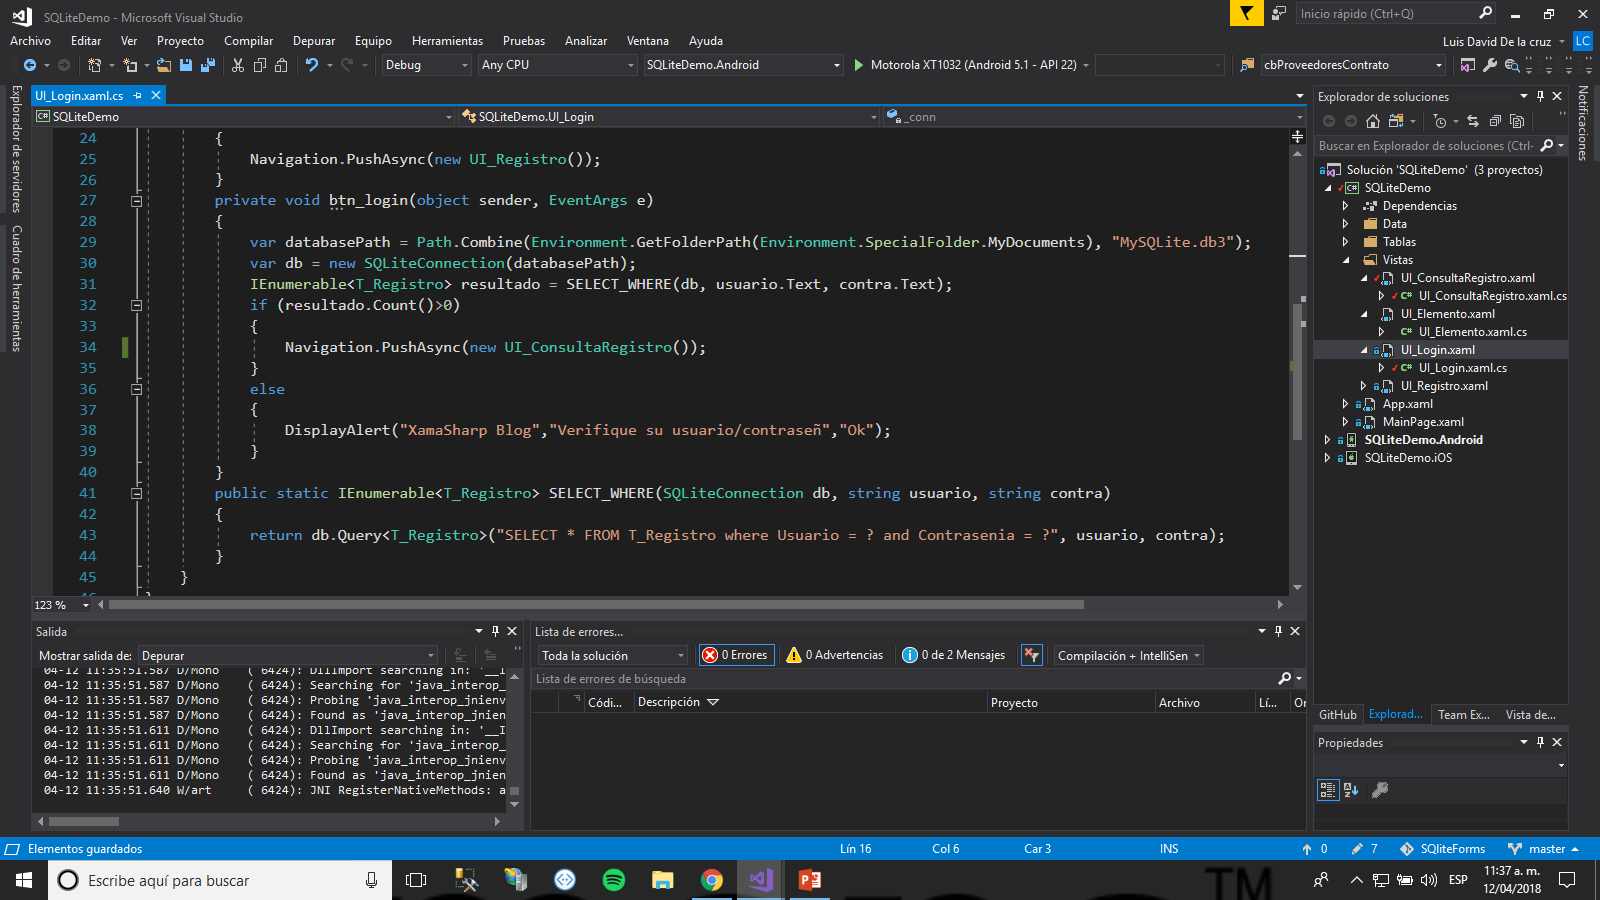 SQLiteDemo - Microsoft Visual Studio
Inicio rápido (Ctrl+Q)
Archivo Editar Ver Proyecto Compilar Depurar Equipo Herramientas Pruebas Analizar Ventana Ayuda
Luis David De la cruz LC
Debug Any CPU SQLiteDemo.Android Motorola XT1032 (Android 5.1 - API 22) cbProveedoresContrato
Explorador de servidores
Cuadro de herramientas
UI_Login.xaml.cs
SQLiteDemo SQLiteDemo.UI_Login _conn
24 {
25 Navigation.PushAsync(new UI_Registro());
26 }
27 private void btn_login(object sender, EventArgs e)
28 {
29 var databasePath = Path.Combine(Environment.GetFolderPath(Environment.SpecialFolder.MyDocuments), "MySQLite.db3");
30 var db = new SQLiteConnection(databasePath);
31 IEnumerable<T_Registro> resultado = SELECT_WHERE(db, usuario.Text, contra.Text);
32 if (resultado.Count()>0)
33 {
34 Navigation.PushAsync(new UI_ConsultaRegistro());
35 }
36 else
37 {
38 DisplayAlert("XamaSharp Blog","Verifique su usuario/contraseñ","Ok");
39 }
40 }
41 public static IEnumerable<T_Registro> SELECT_WHERE(SQLiteConnection db, string usuario, string contra)
42 {
43 return db.Query<T_Registro>("SELECT * FROM T_Registro where Usuario = ? and Contrasenia = ?", usuario, contra);
44 }
45 }
123 %
Salida
Mostrar salida de: Depurar
04-12 11:35:51.587 D/Mono ( 6424): DllImport searching in: '__I
04-12 11:35:51.587 D/Mono ( 6424): Searching for 'java_interop_
04-12 11:35:51.587 D/Mono ( 6424): Probing 'java_interop_jnienv
04-12 11:35:51.587 D/Mono ( 6424): Found as 'java_interop_jnienv
04-12 11:35:51.611 D/Mono ( 6424): DllImport searching in: '__I
04-12 11:35:51.611 D/Mono ( 6424): Searching for 'java_interop_
04-12 11:35:51.611 D/Mono ( 6424): Probing 'java_interop_jnienv
04-12 11:35:51.611 D/Mono ( 6424): Found as 'java_interop_jnienv
04-12 11:35:51.640 W/art ( 6424): JNI RegisterNativeMethods: a
Lista de errores...
Toda la solución 0 Errores 0 Advertencias 0 de 2 Mensajes Compilación + IntelliSen
Lista de errores de búsqueda
Códi... Descripción Proyecto Archivo Lí... Or
Explorador de soluciones
Buscar en Explorador de soluciones (Ctrl-
Solución 'SQLiteDemo' (3 proyectos)
C# SQLiteDemo
Dependencias
Data
Tablas
Vistas
UI_ConsultaRegistro.xaml
C# UI_ConsultaRegistro.xaml.cs
UI_Elemento.xaml
C# UI_Elemento.xaml.cs
UI_Login.xaml
C# UI_Login.xaml.cs
UI_Registro.xaml
App.xaml
MainPage.xaml
SQLiteDemo.Android
SQLiteDemo.iOS
GitHub Explorad... Team Ex... Vista de...
Propiedades
Notificaciones
Elementos guardados Lín 16 Col 6 Car 3 INS 0 7 SQliteForms master
Escribe aquí para buscar
TM
ESP
11:37 a. m.
12/04/2018